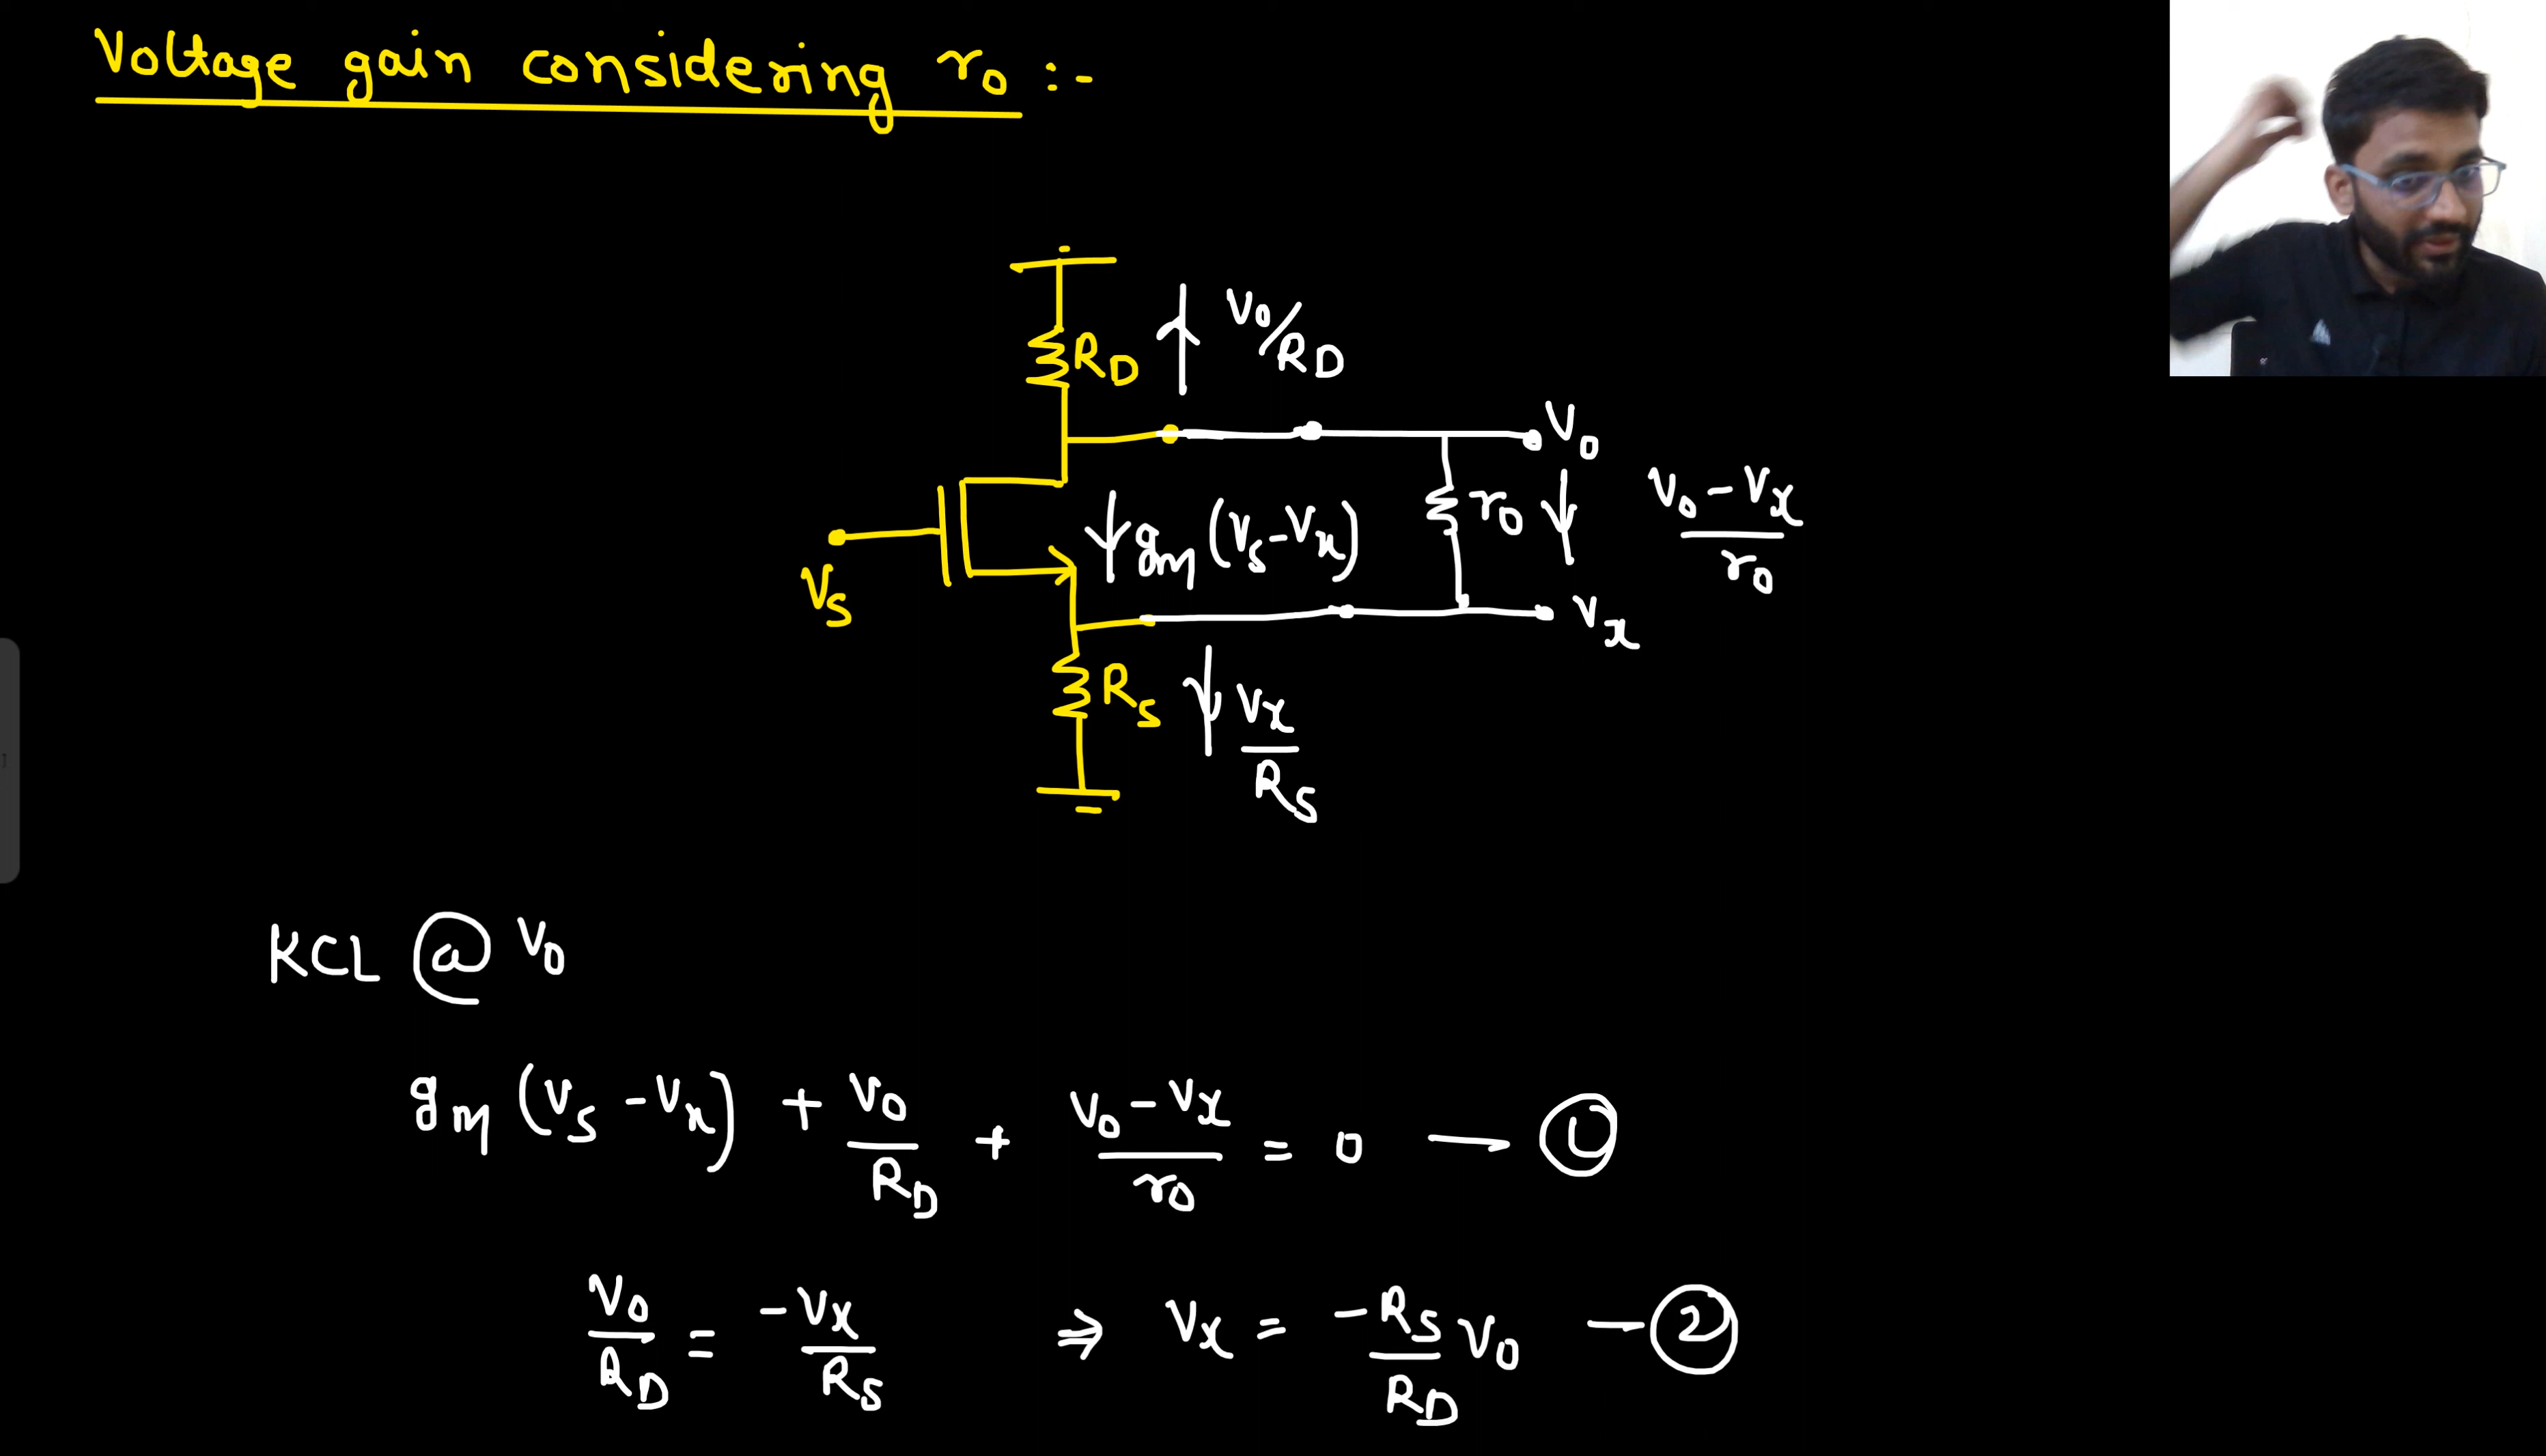 Voltage gain considering r0 :-
RD
V0/RD
V0
gm (Vs-Vx)
r0
V0-Vx/r0
Vs
Vx
Rs
Vx/Rs
KCL @ V0
gm (Vs-Vx) + V0/RD + V0-Vx/r0 = 0 — 1
V0/RD = -Vx/Rs ⇒ Vx = -Rs/RD V0 — 2